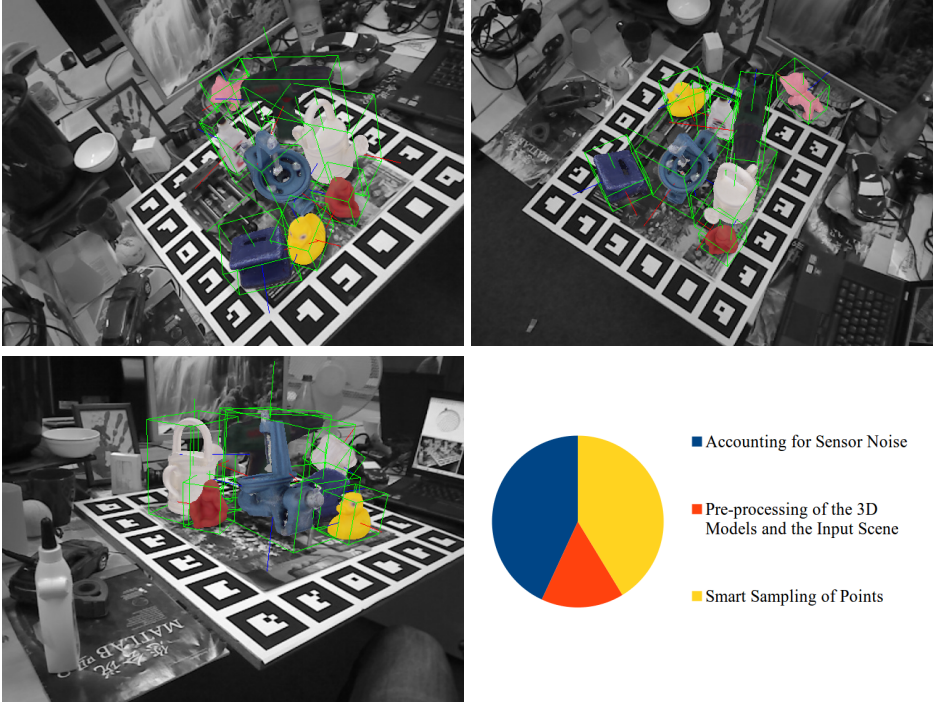 MATLAB
Accounting for Sensor Noise
Pre-processing of the 3D
Models and the Input Scene
Smart Sampling of Points